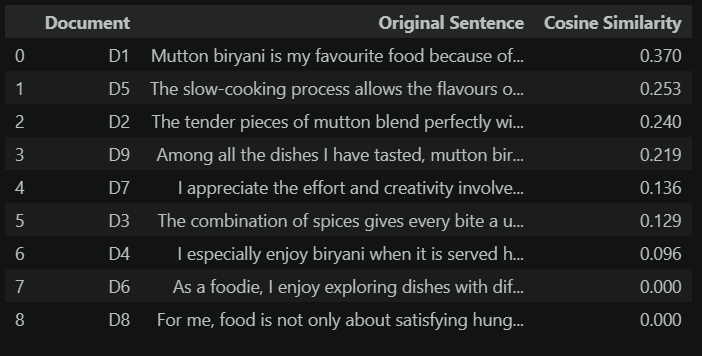 Document Original Sentence Cosine Similarity
0 D1 Mutton biryani is my favourite food because of... 0.370
1 D5 The slow-cooking process allows the flavours o... 0.253
2 D2 The tender pieces of mutton blend perfectly wi... 0.240
3 D9 Among all the dishes I have tasted, mutton bir... 0.219
4 D7 I appreciate the effort and creativity involve... 0.136
5 D3 The combination of spices gives every bite a u... 0.129
6 D4 I especially enjoy biryani when it is served h... 0.096
7 D6 As a foodie, I enjoy exploring dishes with dif... 0.000
8 D8 For me, food is not only about satisfying hung... 0.000